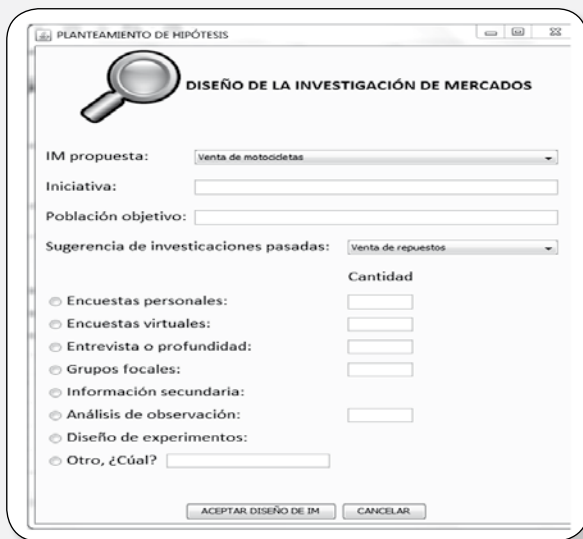 PLANTEAMIENTO DE HIPÓTESIS
DISEÑO DE LA INVESTIGACIÓN DE MERCADOS
IM propuesta: Venta de motocicletas
Iniciativa:
Población objetivo:
Sugerencia de investicaciones pasadas: Venta de repuestos
Cantidad
Encuestas personales:
Encuestas virtuales:
Entrevista o profundidad:
Grupos focales:
Información secundaria:
Análisis de observación:
Diseño de experimentos:
Otro, ¿Cúal?
ACEPTAR DISEÑO DE IM CANCELAR